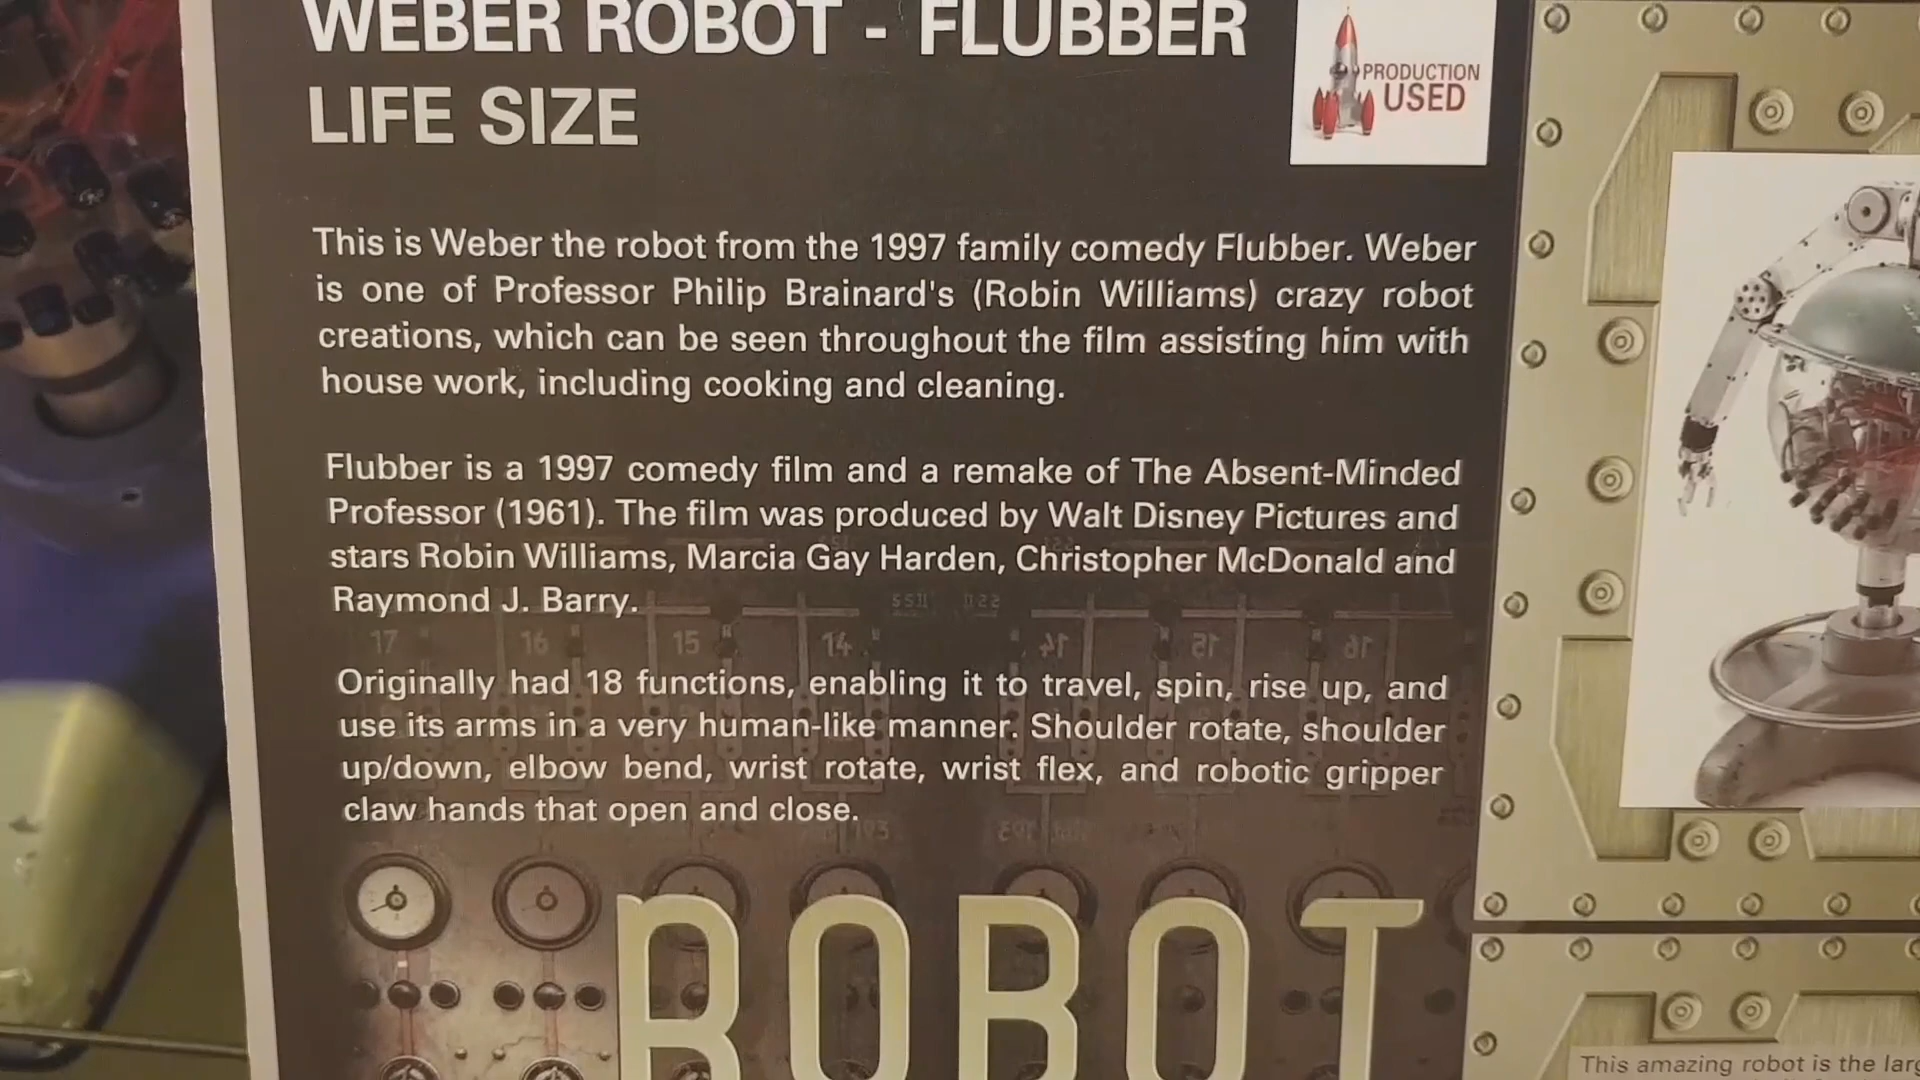 WEBER ROBOT - FLUBBER
LIFE SIZE
PRODUCTION
USED
This is Weber the robot from the 1997 family comedy Flubber. Weber
is one of Professor Philip Brainard's (Robin Williams) crazy robot
creations, which can be seen throughout the film assisting him with
house work, including cooking and cleaning.
Flubber is a 1997 comedy film and a remake of The Absent-Minded
Professor (1961). The film was produced by Walt Disney Pictures and
stars Robin Williams, Marcia Gay Harden, Christopher McDonald and
Raymond J. Barry.
17 16 15 14
Originally had 18 functions, enabling it to travel, spin, rise up, and
use its arms in a very human-like manner. Shoulder rotate, shoulder
up/down, elbow bend, wrist rotate, wrist flex, and robotic gripper
claw hands that open and close.
ROBOT
This amazing robot is the